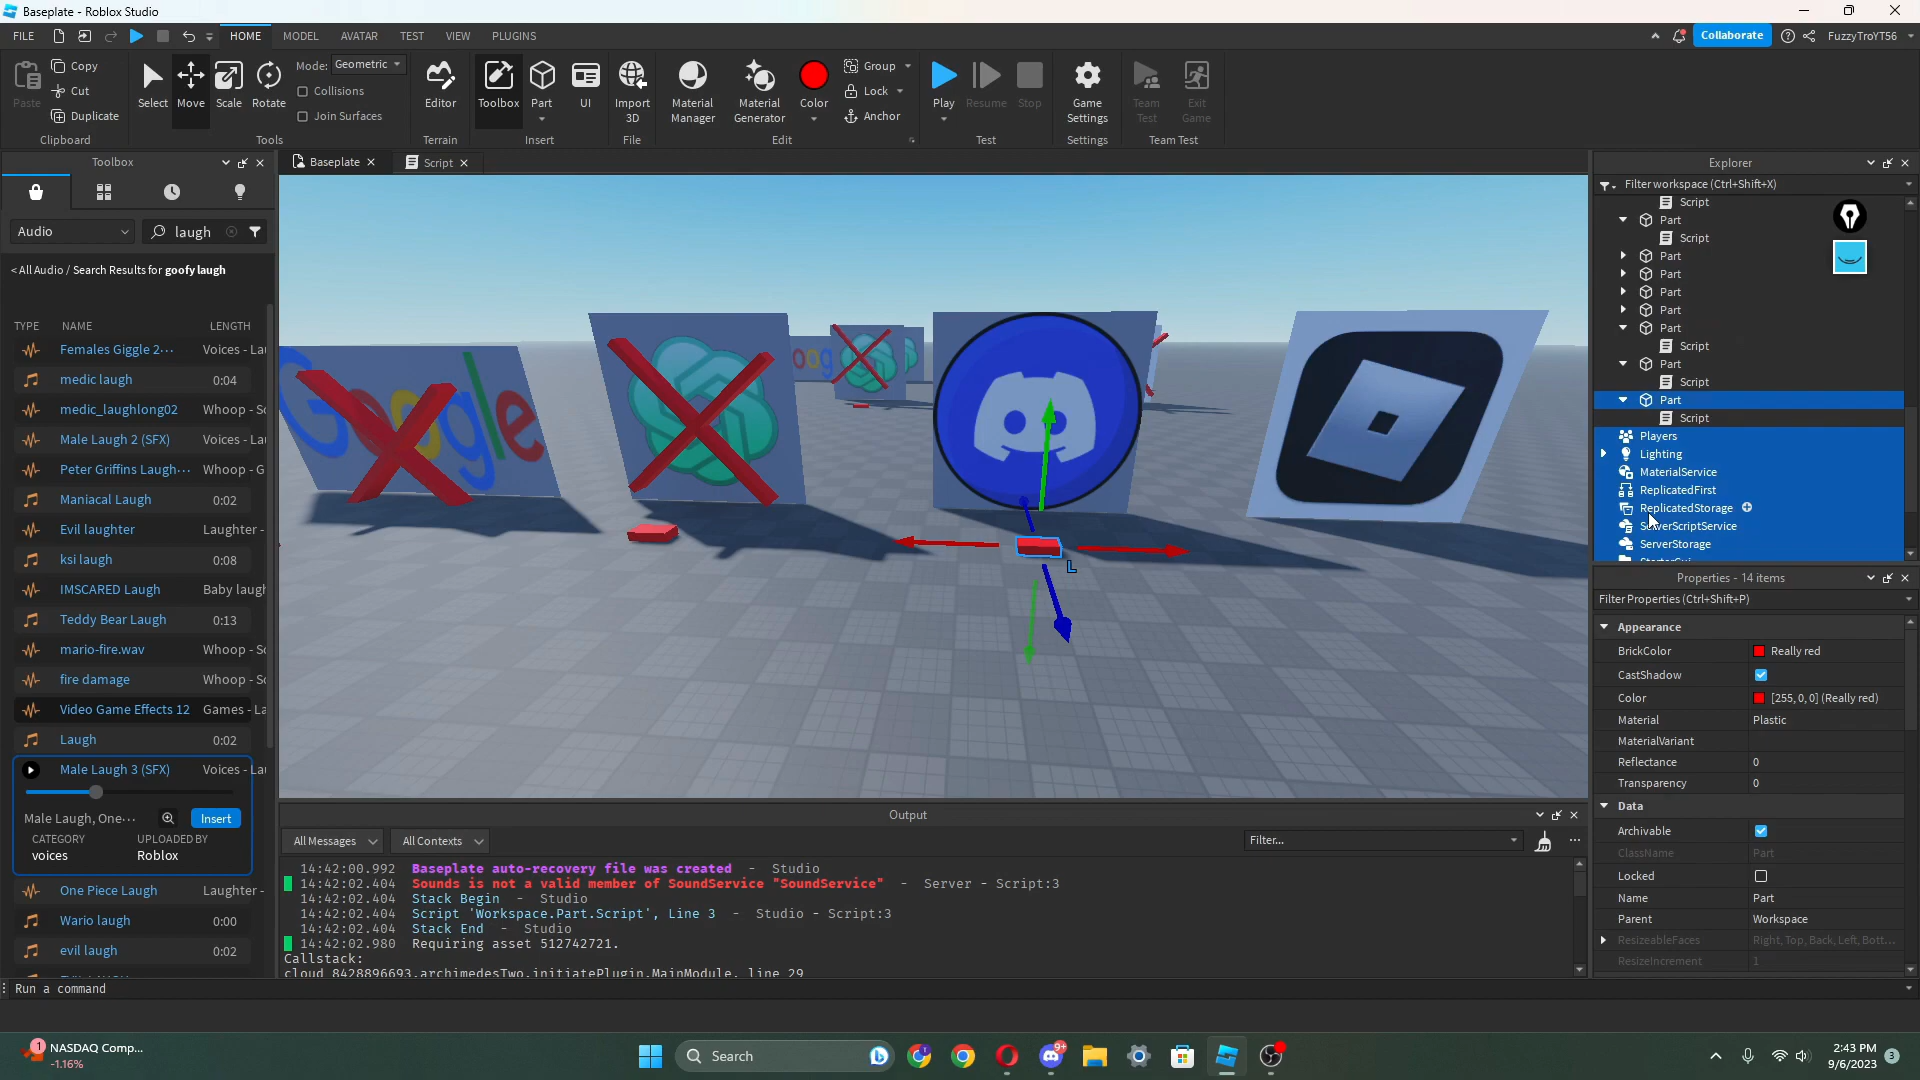 Baseplate - Roblox Studio
FILE HOME MODEL AVATAR TEST VIEW PLUGINS Collaborate FuzzyTroYT56
Paste Copy Cut Duplicate Clipboard
Select Move Scale Rotate Mode: Geometric Collisions Join Surfaces Tools
Editor Terrain
Toolbox Part UI Insert
Import 3D File
Material Manager Material Generator Color Group Lock Anchor Edit
Play Resume Stop Test
Game Settings Settings
Team Test Exit Game Team Test
Toolbox
Audio laugh
< All Audio / Search Results for goofy laugh
TYPE NAME LENGTH
Females Giggle 2··· Voices - La
medic laugh 0:04
medic_laughlong02 Whoop - S
Male Laugh 2 (SFX) Voices - La
Peter Griffins Laugh··· Whoop - G
Maniacal Laugh 0:02
Evil laughter Laughter -
ksi laugh 0:08
IMSCARED Laugh Baby laugh
Teddy Bear Laugh 0:13
mario-fire.wav Whoop - S
fire damage Whoop - S
Video Game Effects 12 Games - La
Laugh 0:02
Male Laugh 3 (SFX) Voices - La
Male Laugh, One··· Insert
CATEGORY UPLOADED BY
voices Roblox
One Piece Laugh Laughter -
Wario laugh 0:00
evil laugh 0:02
Baseplate Script
Google
L
Output
All Messages All Contexts Filter...
14:42:00.992 Baseplate auto-recovery file was created - Studio
14:42:02.404 Sounds is not a valid member of SoundService "SoundService" - Server - Script:3
14:42:02.404 Stack Begin - Studio
14:42:02.404 Script 'Workspace.Part.Script', Line 3 - Studio - Script:3
14:42:02.404 Stack End - Studio
14:42:02.980 Requiring asset 512742721.
Callstack:
cloud_8428896693.archimedesTwo.initiatePlugin.MainModule, line 29
Explorer
Filter workspace (Ctrl+Shift+X)
Script
Part
Script
Part
Part
Part
Part
Part
Script
Part
Script
Part
Script
Players
Lighting
MaterialService
ReplicatedFirst
ReplicatedStorage
ServerScriptService
ServerStorage
StarterGui
Properties - 14 items
Filter Properties (Ctrl+Shift+P)
Appearance
BrickColor Really red
CastShadow
Color [255, 0, 0] (Really red)
Material Plastic
MaterialVariant
Reflectance 0
Transparency 0
Data
Archivable
ClassName Part
Locked
Name Part
Parent Workspace
ResizeableFaces Right, Top, Back, Left, Bott...
ResizeIncrement 1
Run a command
1 NASDAQ Comp...
-1.16%
Search
9+
2:43 PM
9/6/2023
3